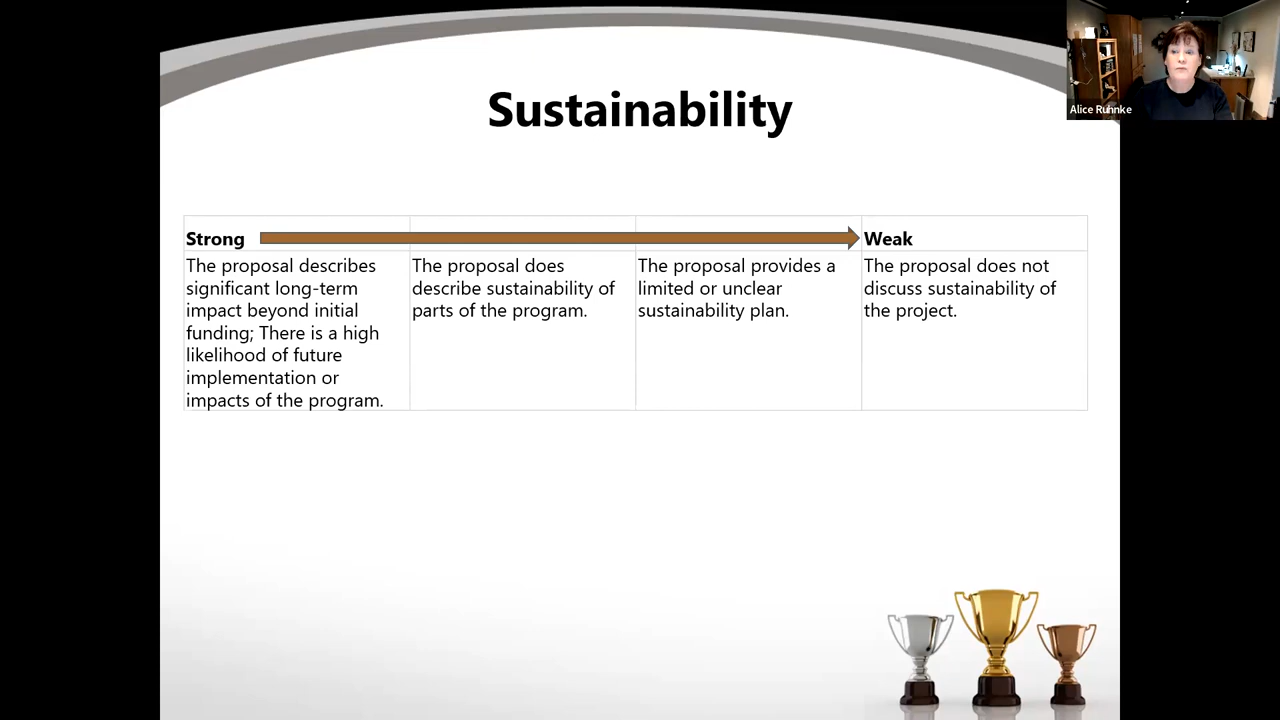 Alice Ruhnke
Sustainability
Strong
Weak
The proposal describes
significant long-term
impact beyond initial
funding; There is a high
likelihood of future
implementation or
impacts of the program.
The proposal does
describe sustainability of
parts of the program.
The proposal provides a
limited or unclear
sustainability plan.
The proposal does not
discuss sustainability of
the project.